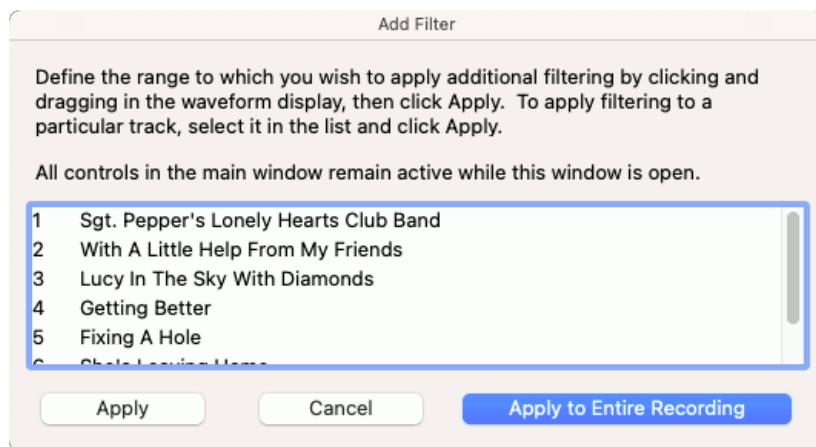 Add Filter
Define the range to which you wish to apply additional filtering by clicking and
dragging in the waveform display, then click Apply.  To apply filtering to a
particular track, select it in the list and click Apply.
All controls in the main window remain active while this window is open.
1 Sgt. Pepper's Lonely Hearts Club Band
2 With A Little Help From My Friends
3 Lucy In The Sky With Diamonds
4 Getting Better
5 Fixing A Hole
6 She's Leaving Home
Apply Cancel Apply to Entire Recording